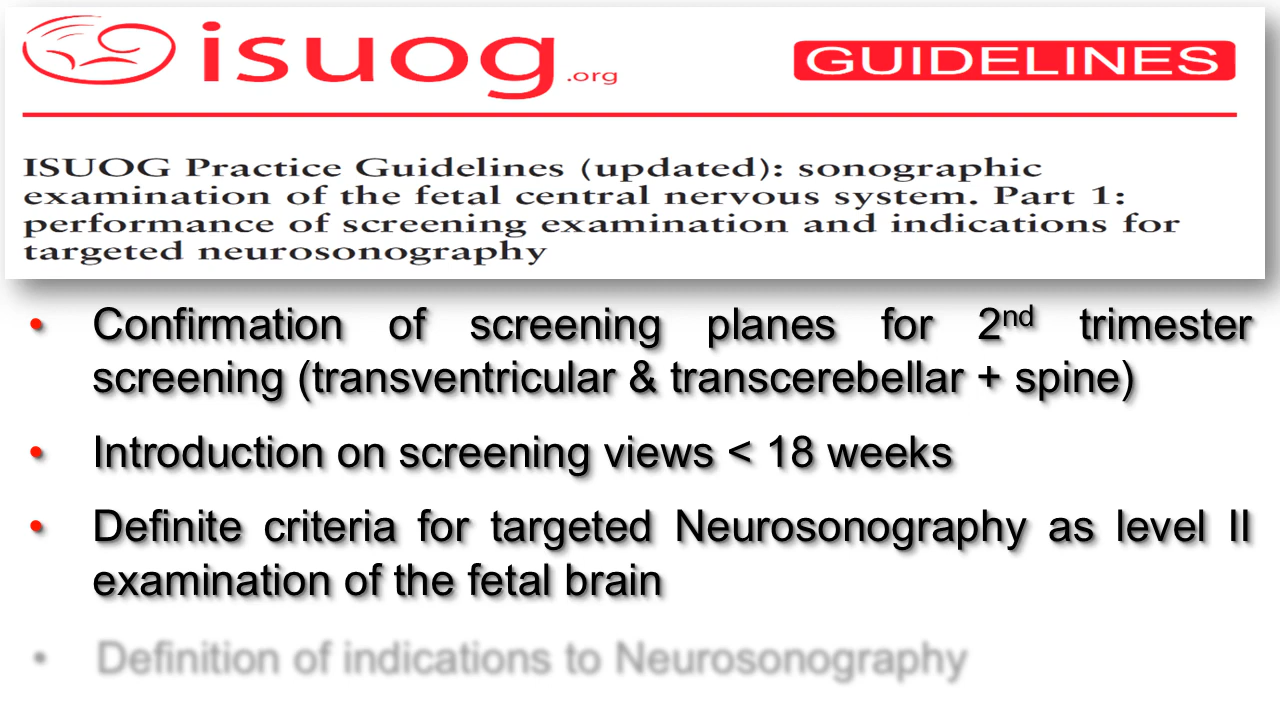 isuog.org
GUIDELINES
ISUOG Practice Guidelines (updated): sonographic
examination of the fetal central nervous system. Part 1:
performance of screening examination and indications for
targeted neurosonography
• Confirmation of screening planes for 2nd trimester
screening (transventricular & transcerebellar + spine)
• Introduction on screening views < 18 weeks
• Definite criteria for targeted Neurosonography as level II
examination of the fetal brain
• Definition of indications to Neurosonography